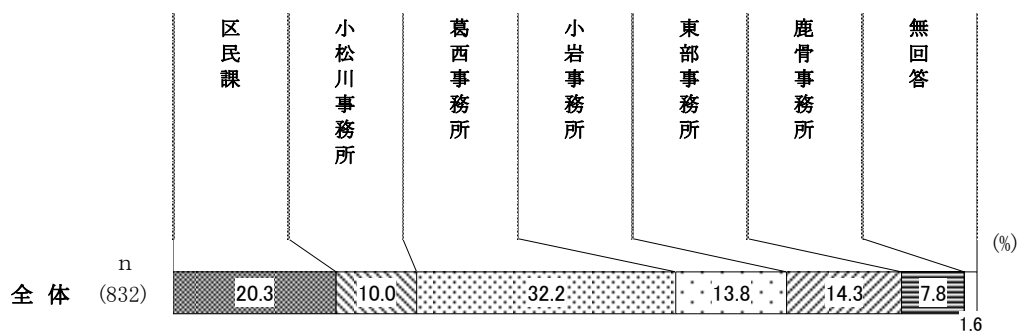 区民課
小松川事務所
葛西事務所
小岩事務所
東部事務所
鹿骨事務所
無回答
(%)
n
全 体 (832) 20.3 10.0 32.2 13.8 14.3 7.8
1.6